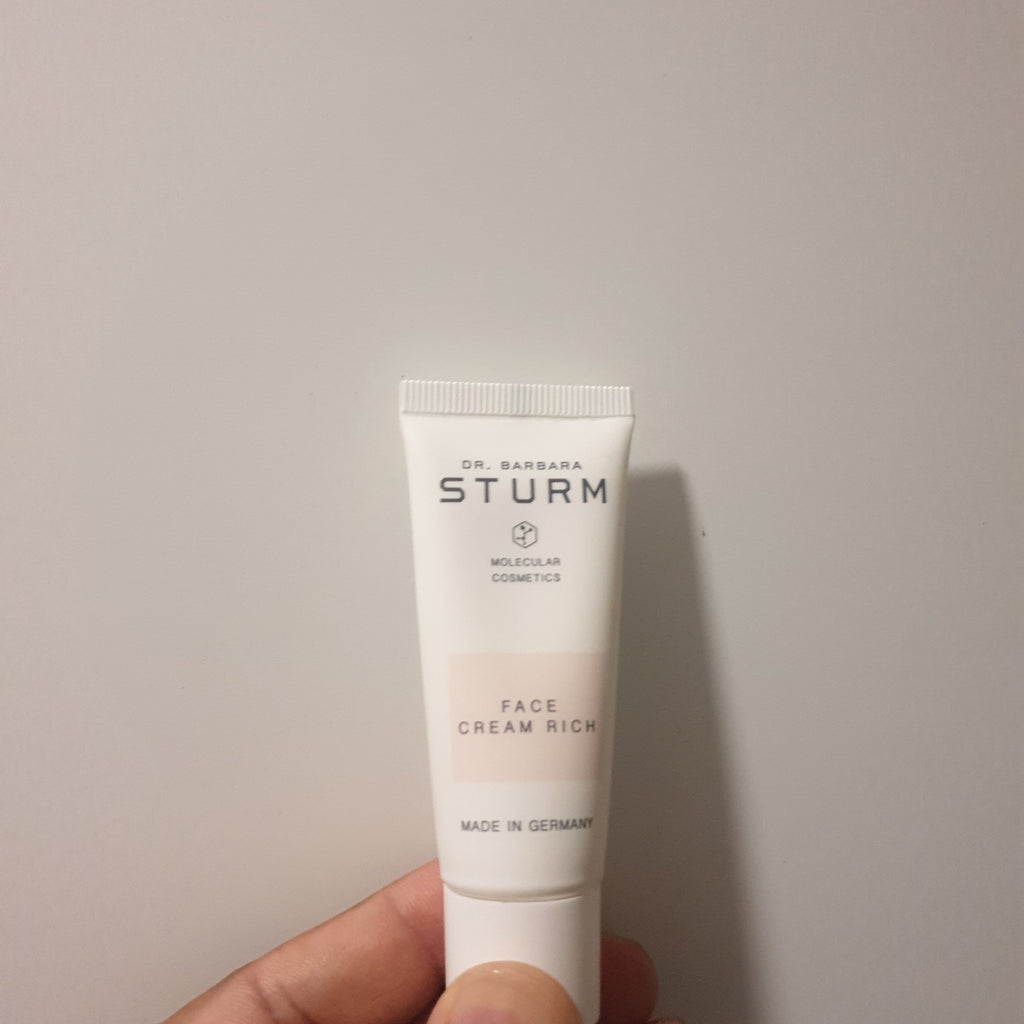 DR. BARBARA
STURM
MOLECULAR
COSMETICS
FACE
CREAM RICH
MADE IN GERMANY